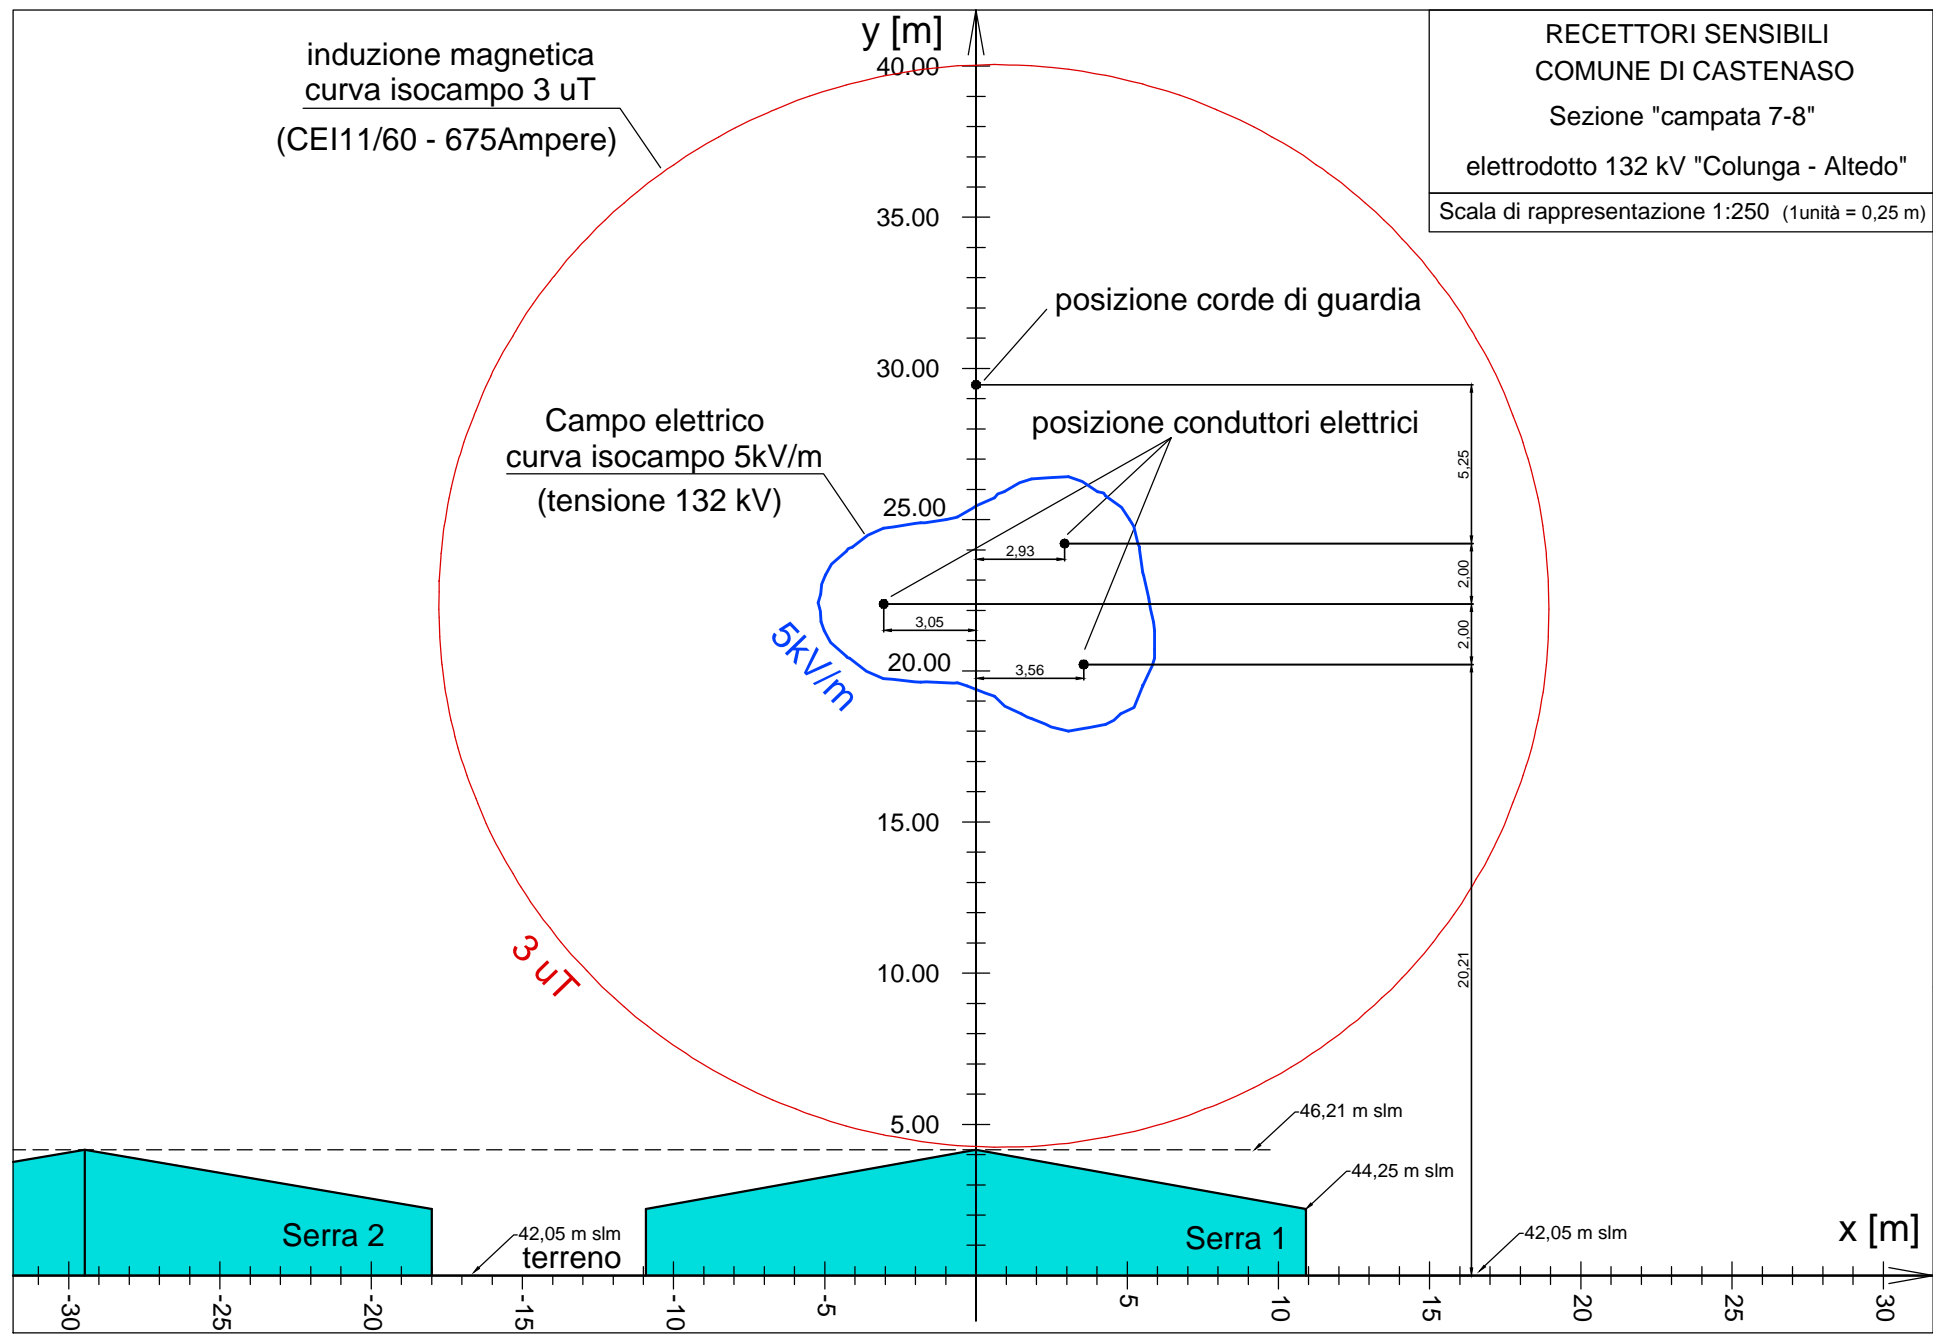 y [m]
RECETTORI SENSIBILI
COMUNE DI CASTENASO
Sezione "campata 7-8"
elettrodotto 132 kV "Colunga - Altedo"
Scala di rappresentazione 1:250 (1unità = 0,25 m)
induzione magnetica
curva isocampo 3 uT
(CEI11/60 - 675Ampere)
40.00
35.00
posizione corde di guardia
30.00
Campo elettrico
curva isocampo 5kV/m
(tensione 132 kV)
posizione conduttori elettrici
5,25
25.00
2,93
2,00
3,05
2,00
5kV/m
20.00
3,56
15.00
3 uT
10.00
20,21
5.00
46,21 m slm
44,25 m slm
Serra 2
42,05 m slm
terreno
Serra 1
42,05 m slm
x [m]
-30
-25
-20
-15
-10
-5
5
10
15
20
25
30